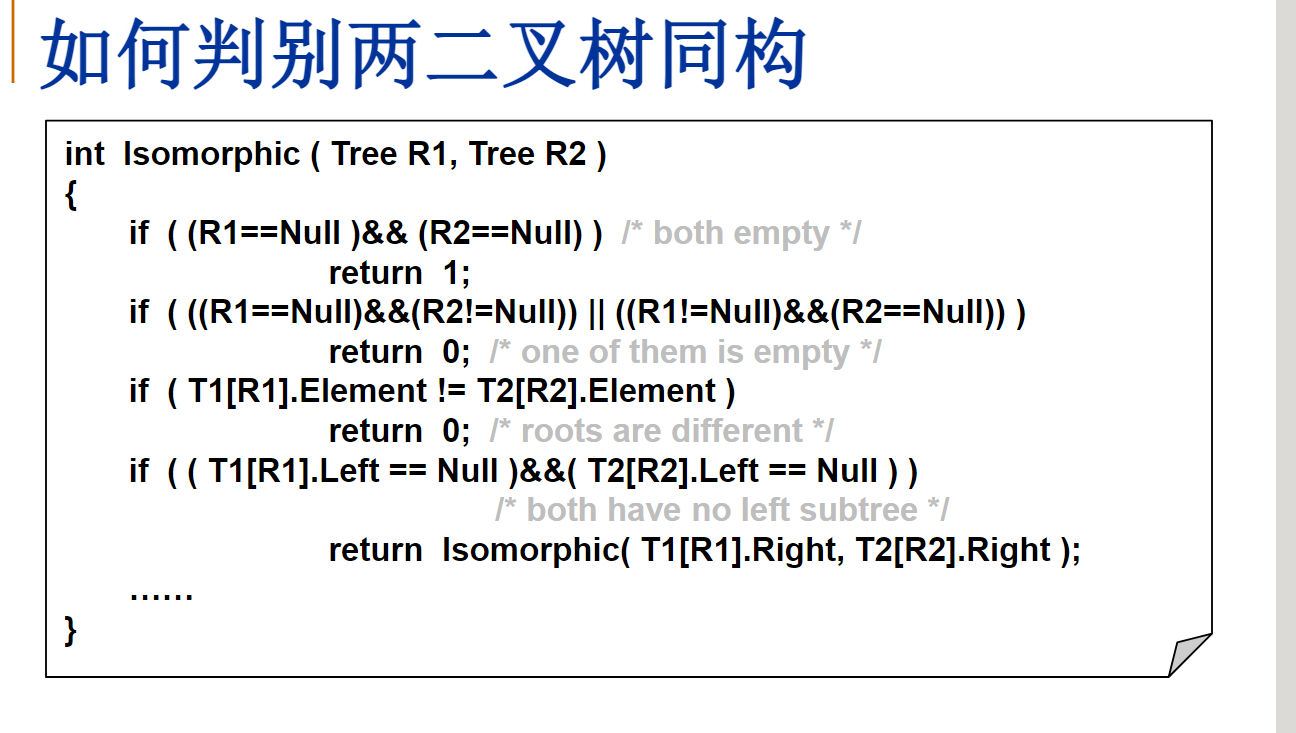 如何判别两二叉树同构
int Isomorphic ( Tree R1, Tree R2 )
{
if ( (R1==Null )&& (R2==Null) ) /* both empty */
return 1;
if ( ((R1==Null)&&(R2!=Null)) || ((R1!=Null)&&(R2==Null)) )
return 0; /* one of them is empty */
if ( T1[R1].Element != T2[R2].Element )
return 0; /* roots are different */
if ( ( T1[R1].Left == Null )&&( T2[R2].Left == Null ) )
/* both have no left subtree */
return Isomorphic( T1[R1].Right, T2[R2].Right );
……
}